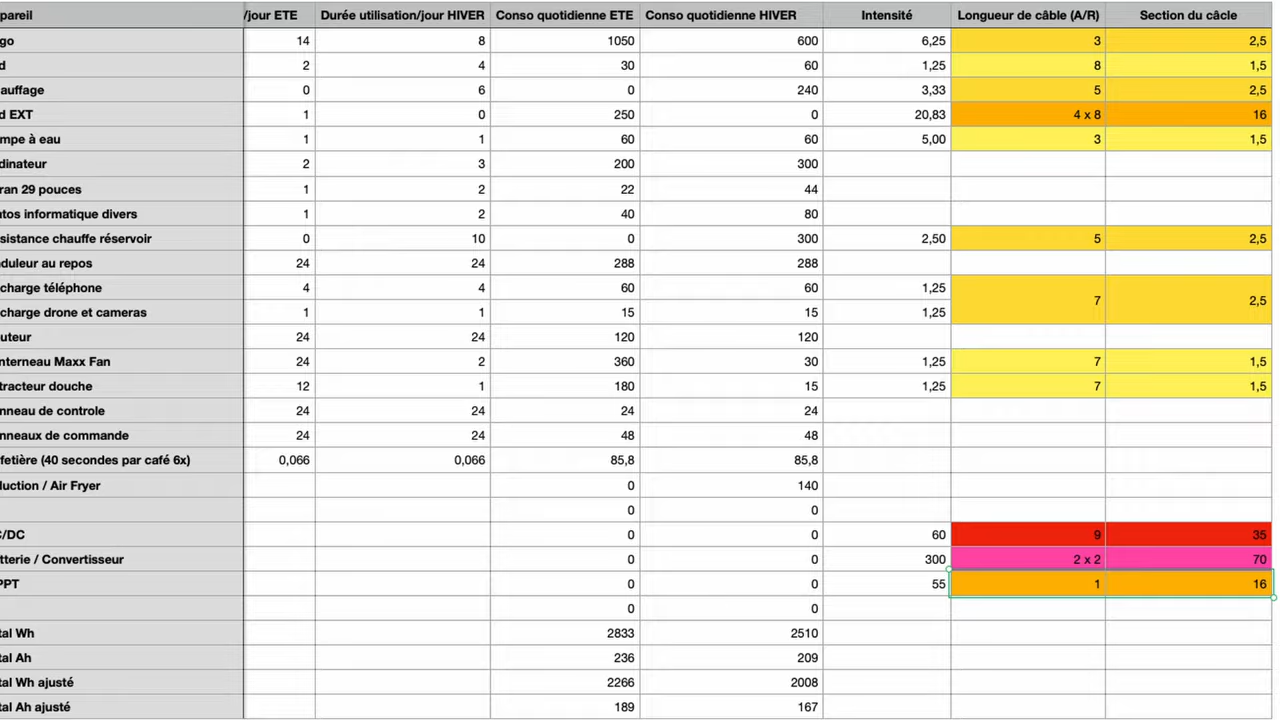 pareil /jour ETE Durée utilisation/jour HIVER Conso quotidienne ETE Conso quotidienne HIVER Intensité Longueur de câble (A/R) Section du câcle
go 14 8 1050 600 6,25 3 2,5
d 2 4 30 60 1,25 8 1,5
auffage 0 6 0 240 3,33 5 2,5
d EXT 1 0 250 0 20,83 4 x 8 16
mpe à eau 1 1 60 60 5,00 3 1,5
dinateur 2 3 200 300
ran 29 pouces 1 2 22 44
tos informatique divers 1 2 40 80
sistance chauffe réservoir 0 10 0 300 2,50 5 2,5
duleur au repos 24 24 288 288
charge téléphone 4 4 60 60 1,25 7 2,5
charge drone et cameras 1 1 15 15 1,25
uteur 24 24 120 120
nterneau Maxx Fan 24 2 360 30 1,25 7 1,5
tracteur douche 12 1 180 15 1,25 7 1,5
nneau de controle 24 24 24 24
nneaux de commande 24 24 48 48
fetière (40 secondes par café 6x) 0,066 0,066 85,8 85,8
duction / Air Fryer 0 140
0 0
C/DC 0 0 60 9 35
tterie / Convertisseur 0 0 300 2 x 2 70
PPT 0 0 55 1 16
0 0
tal Wh 2833 2510
tal Ah 236 209
tal Wh ajusté 2266 2008
tal Ah ajusté 189 167